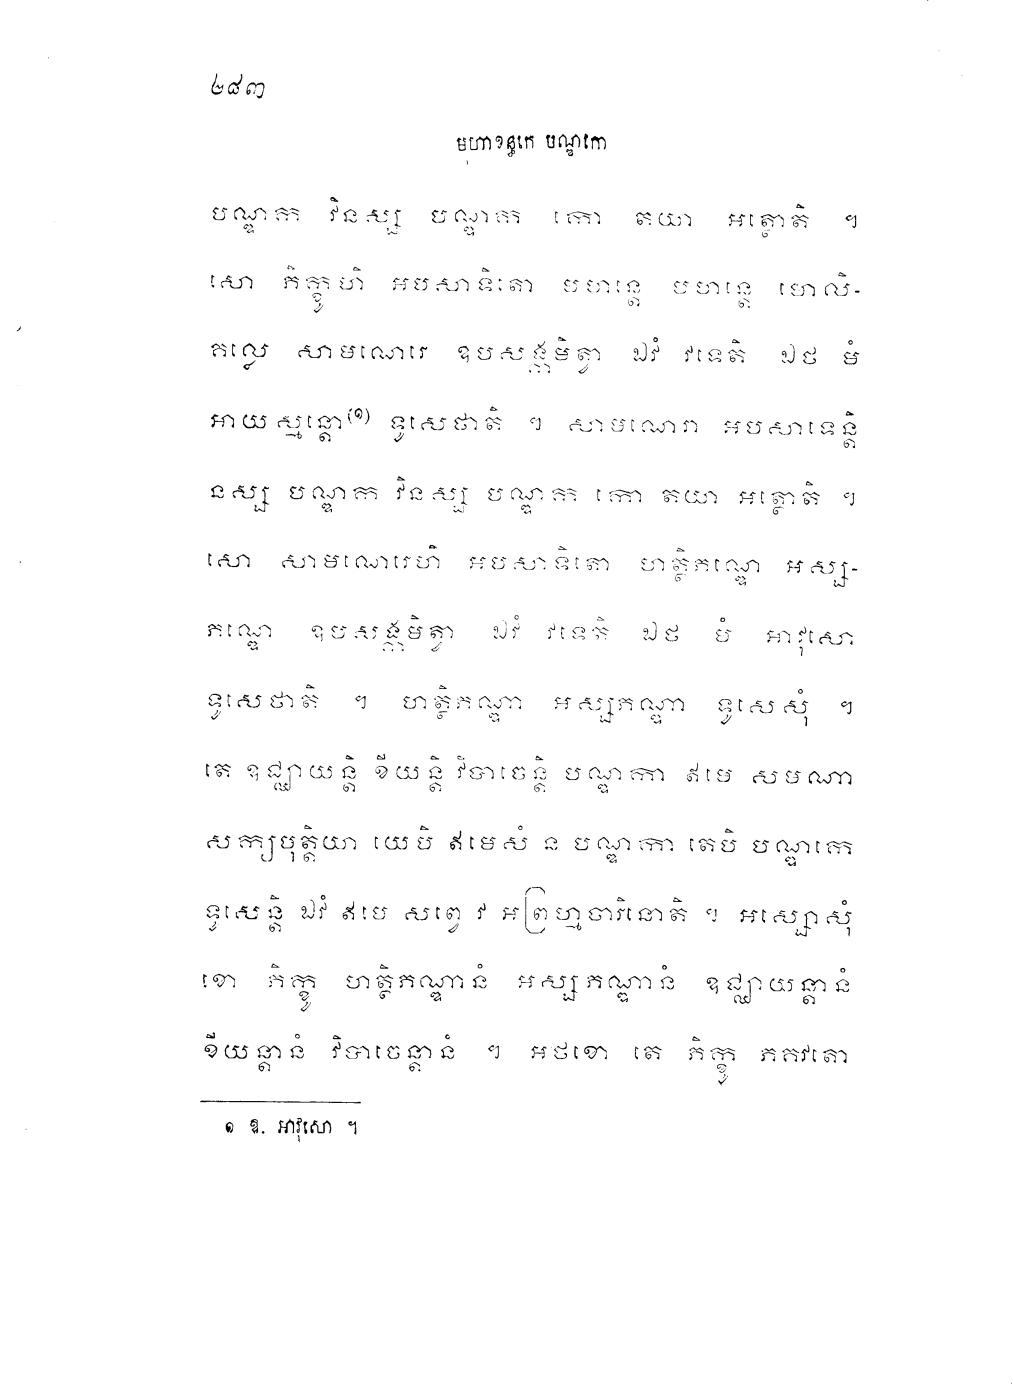 ២៨៣
មហាខន្ធកេ បណ្ឌកោ
បណ្ឌក វិនស្ស បណ្ឌក កោ តយា អត្ថោតិ ។
សោ ភិក្ខូហិ អបសាទិតោ មហន្តេ មហន្តេ មោលិ-
គល្លេ សាមណេរេ ឧបសង្កមិត្វា ឯវំ វទេតិ ឯថ មំ
អាយស្មន្តោ(១) ទូសេថាតិ ។ សាមណេរា អបសាទេន្តិ
នស្ស បណ្ឌក វិនស្ស បណ្ឌក កោ តយា អត្ថោតិ ។
សោ សាមណេរេហិ អបសាទិតោ ហត្ថិភណ្ឌេ អស្ស-
ភណ្ឌេ ឧបសង្កមិត្វា ឯវំ វទេតិ ឯថ មំ អាវុសោ
ទូសេថាតិ ។ ហត្ថិភណ្ឌា អស្សភណ្ឌា ទូសេសុំ ។
តេ ឧជ្ឈាយន្តិ ខីយន្តិ វិបាចេន្តិ បណ្ឌកា ឥមេ សមណា
សក្យបុត្តិយា យេបិ ឥមេសំ ន បណ្ឌកា តេបិ បណ្ឌកេ
ទូសេន្តិ ឯវំ ឥមេ សព្វេ វ អព្រហ្មចារិនោតិ ។ អស្សោសុំ
ខោ ភិក្ខូ ហត្ថិភណ្ឌានំ អស្សភណ្ឌានំ ឧជ្ឈាយន្តានំ
ខីយន្តានំ វិបាចេន្តានំ ។ អថខោ តេ ភិក្ខូ ភគវតោ
១ ឱ. អាវុសោ ។